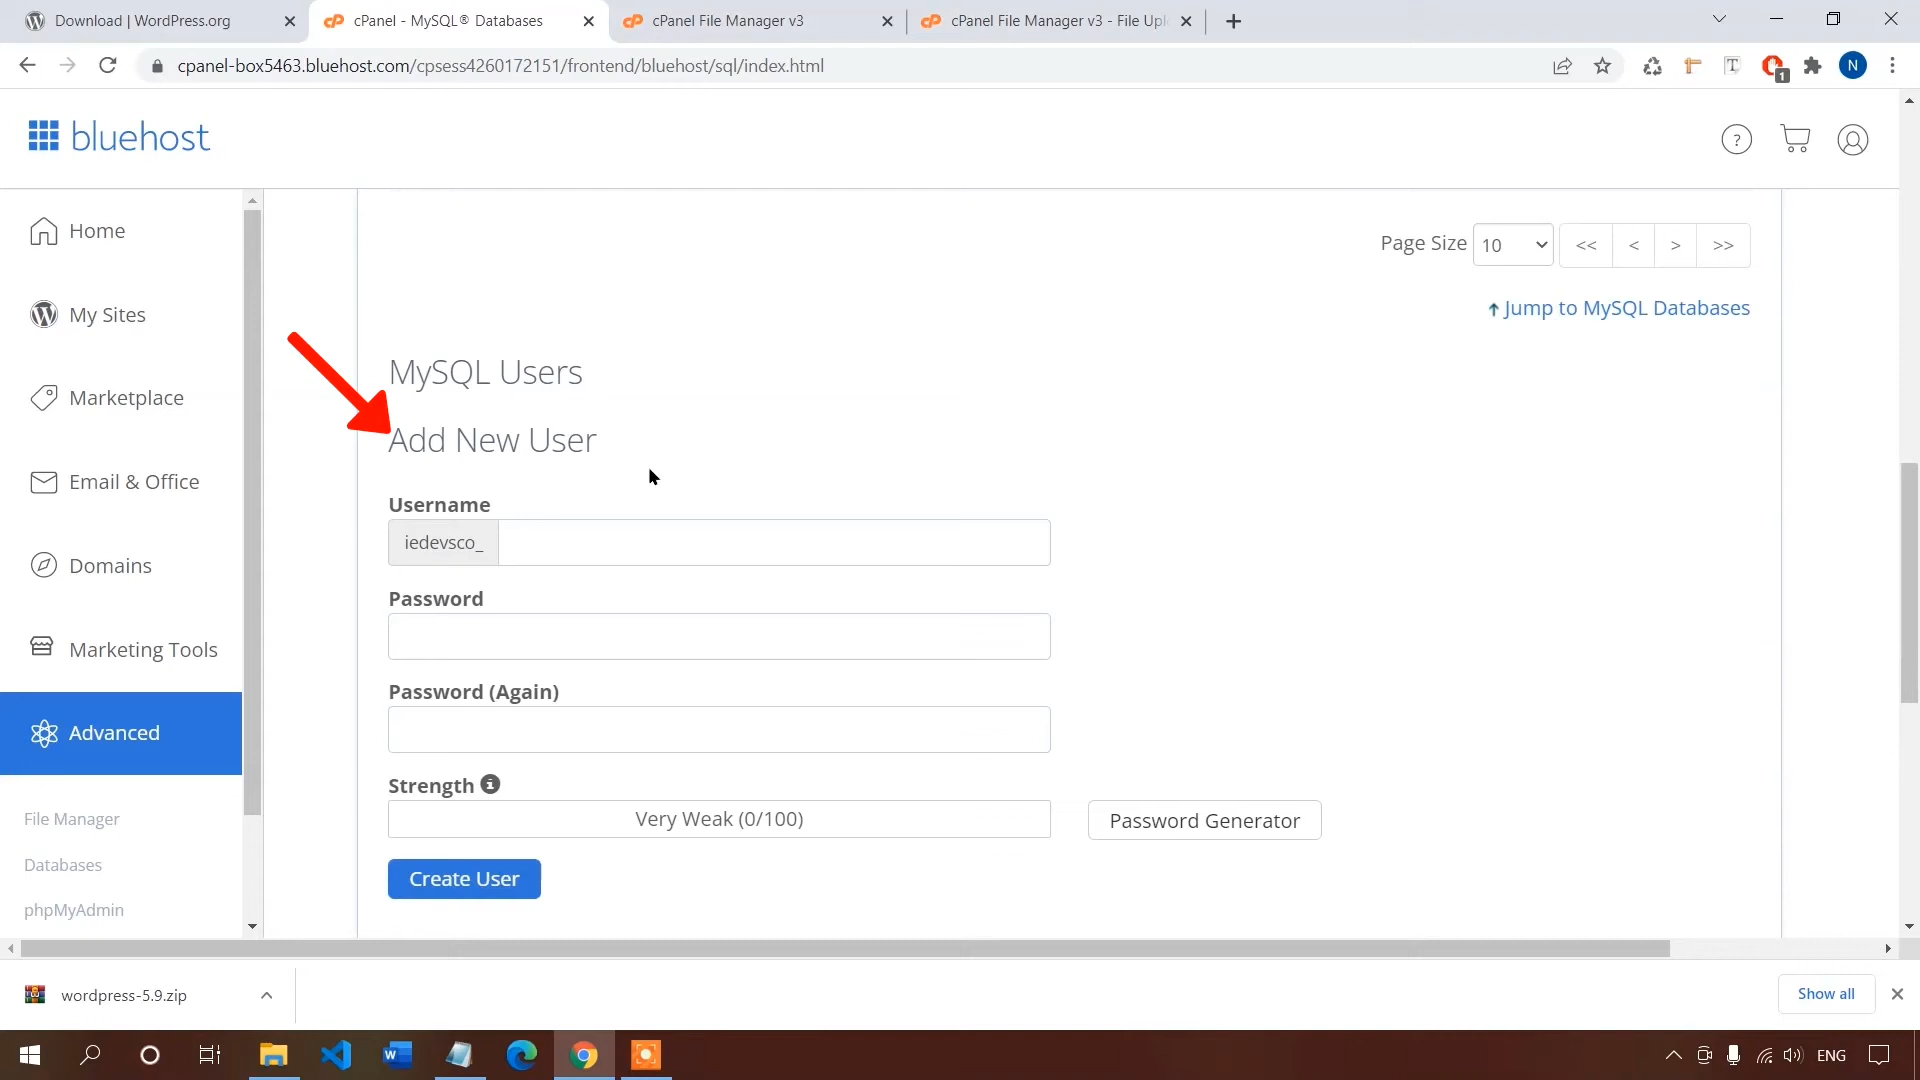 Download | WordPress.org
cPanel - MySQL® Databases
cPanel File Manager v3
cPanel File Manager v3 - File Upl
cpanel-box5463.bluehost.com/cpsess4260172151/frontend/bluehost/sql/index.html
T
1
N
bluehost
?
Home
My Sites
Marketplace
Email & Office
Domains
Marketing Tools
Advanced
File Manager
Databases
phpMyAdmin
Page Size
10
<<
<
>
>>
Jump to MySQL Databases
MySQL Users
Add New User
Username
iedevsco_
Password
Password (Again)
Strength
Very Weak (0/100)
Password Generator
Create User
wordpress-5.9.zip
Show all
ENG